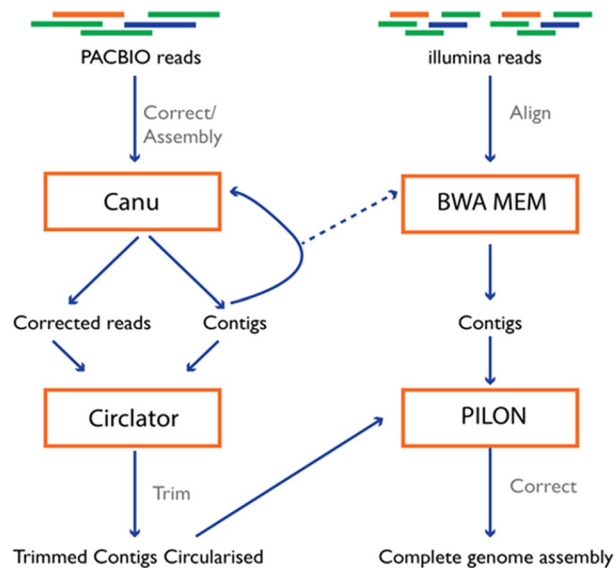 PACBIO reads
illumina reads
Correct/
Assembly
Align
Canu
BWA MEM
Corrected reads
Contigs
Contigs
Circlator
PILON
Trim
Correct
Trimmed Contigs Circularised
Complete genome assembly